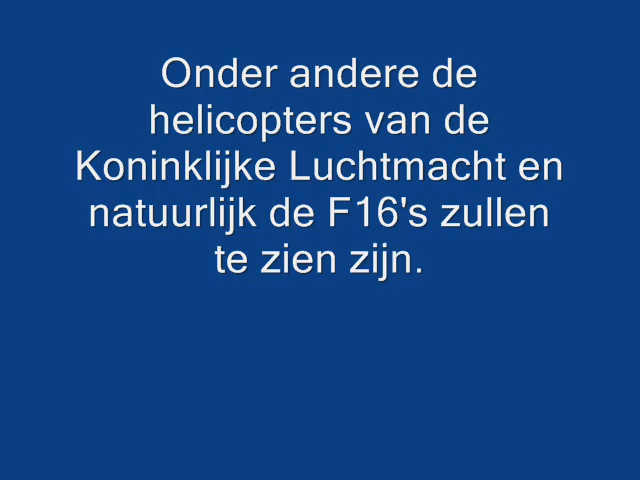 Onder andere de
helicopters van de
Koninklijke Luchtmacht en
natuurlijk de F16's zullen
te zien zijn.